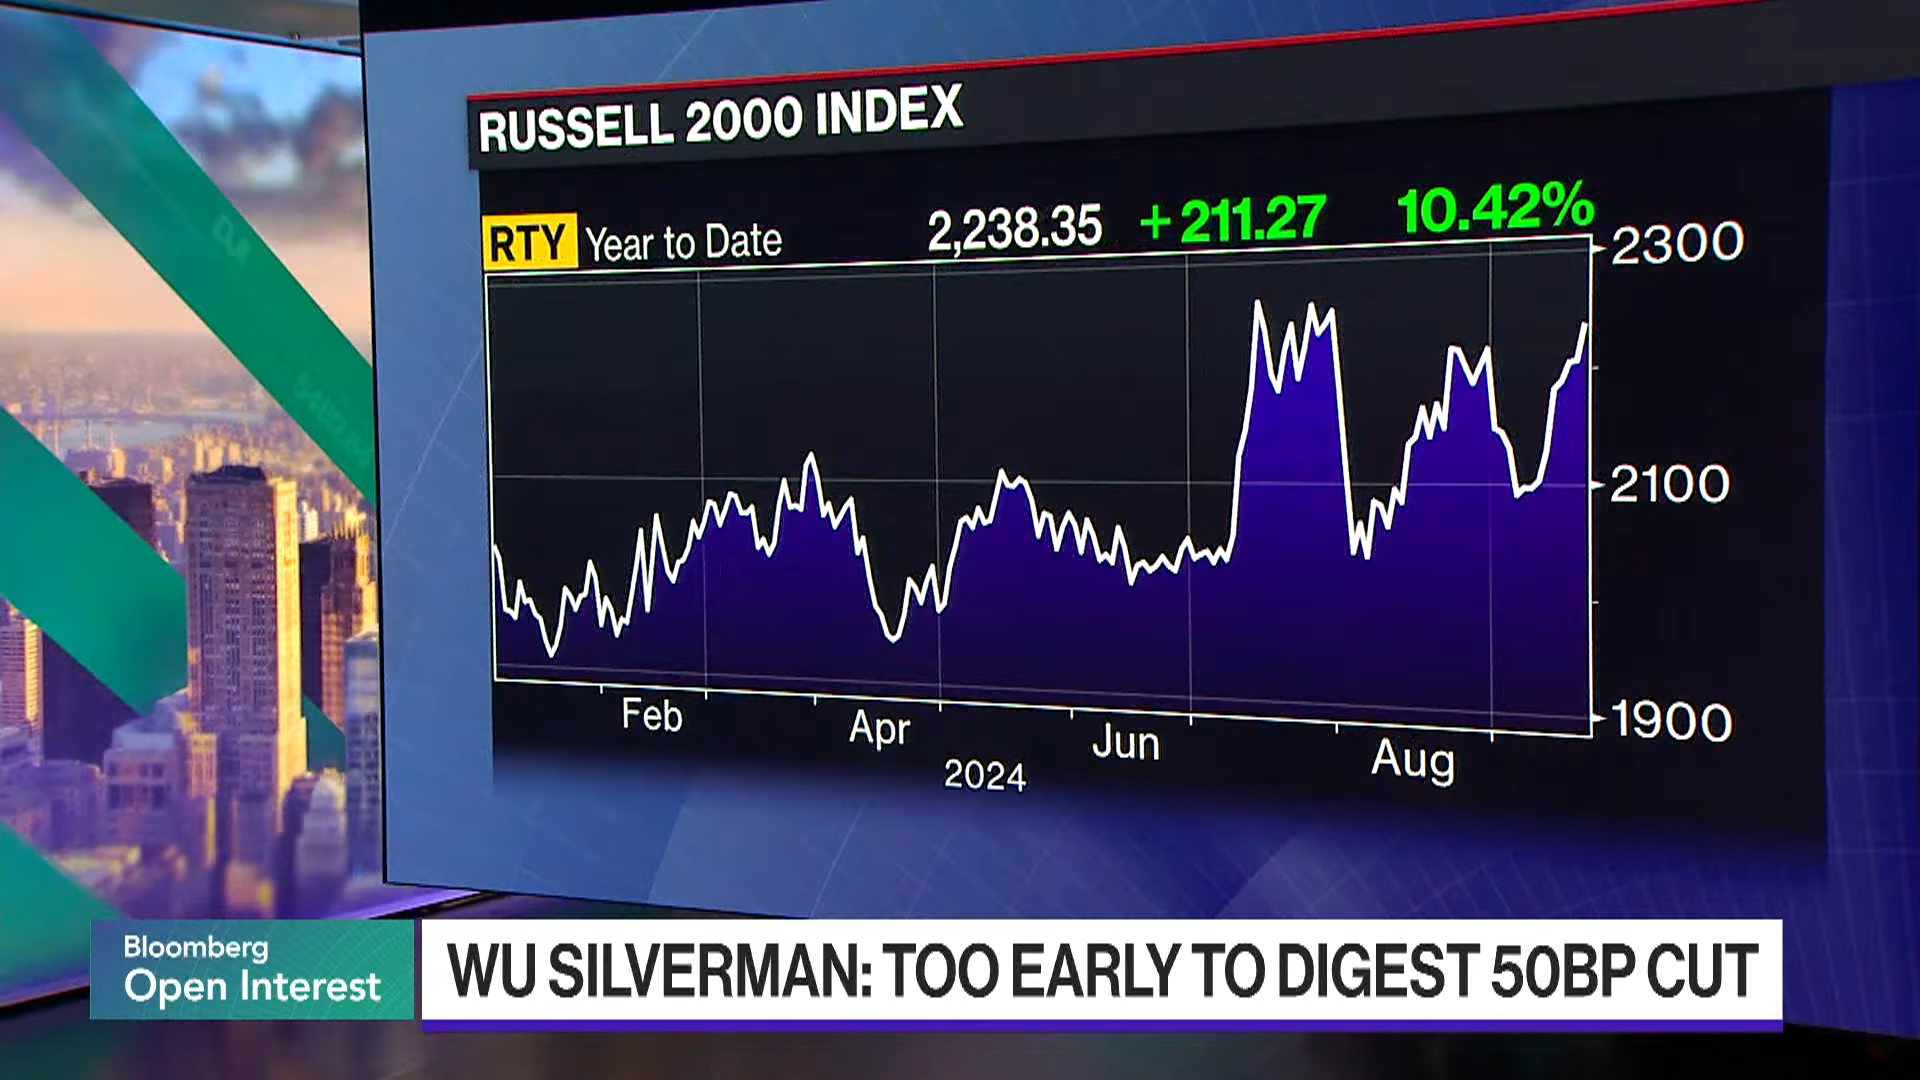 RUSSELL 2000 INDEX
RTY Year to Date 2,238.35 +211.27 10.42%
2300
2100
1900
Feb Apr Jun Aug
2024
Bloomberg
Open Interest
WU SILVERMAN: TOO EARLY TO DIGEST 50BP CUT